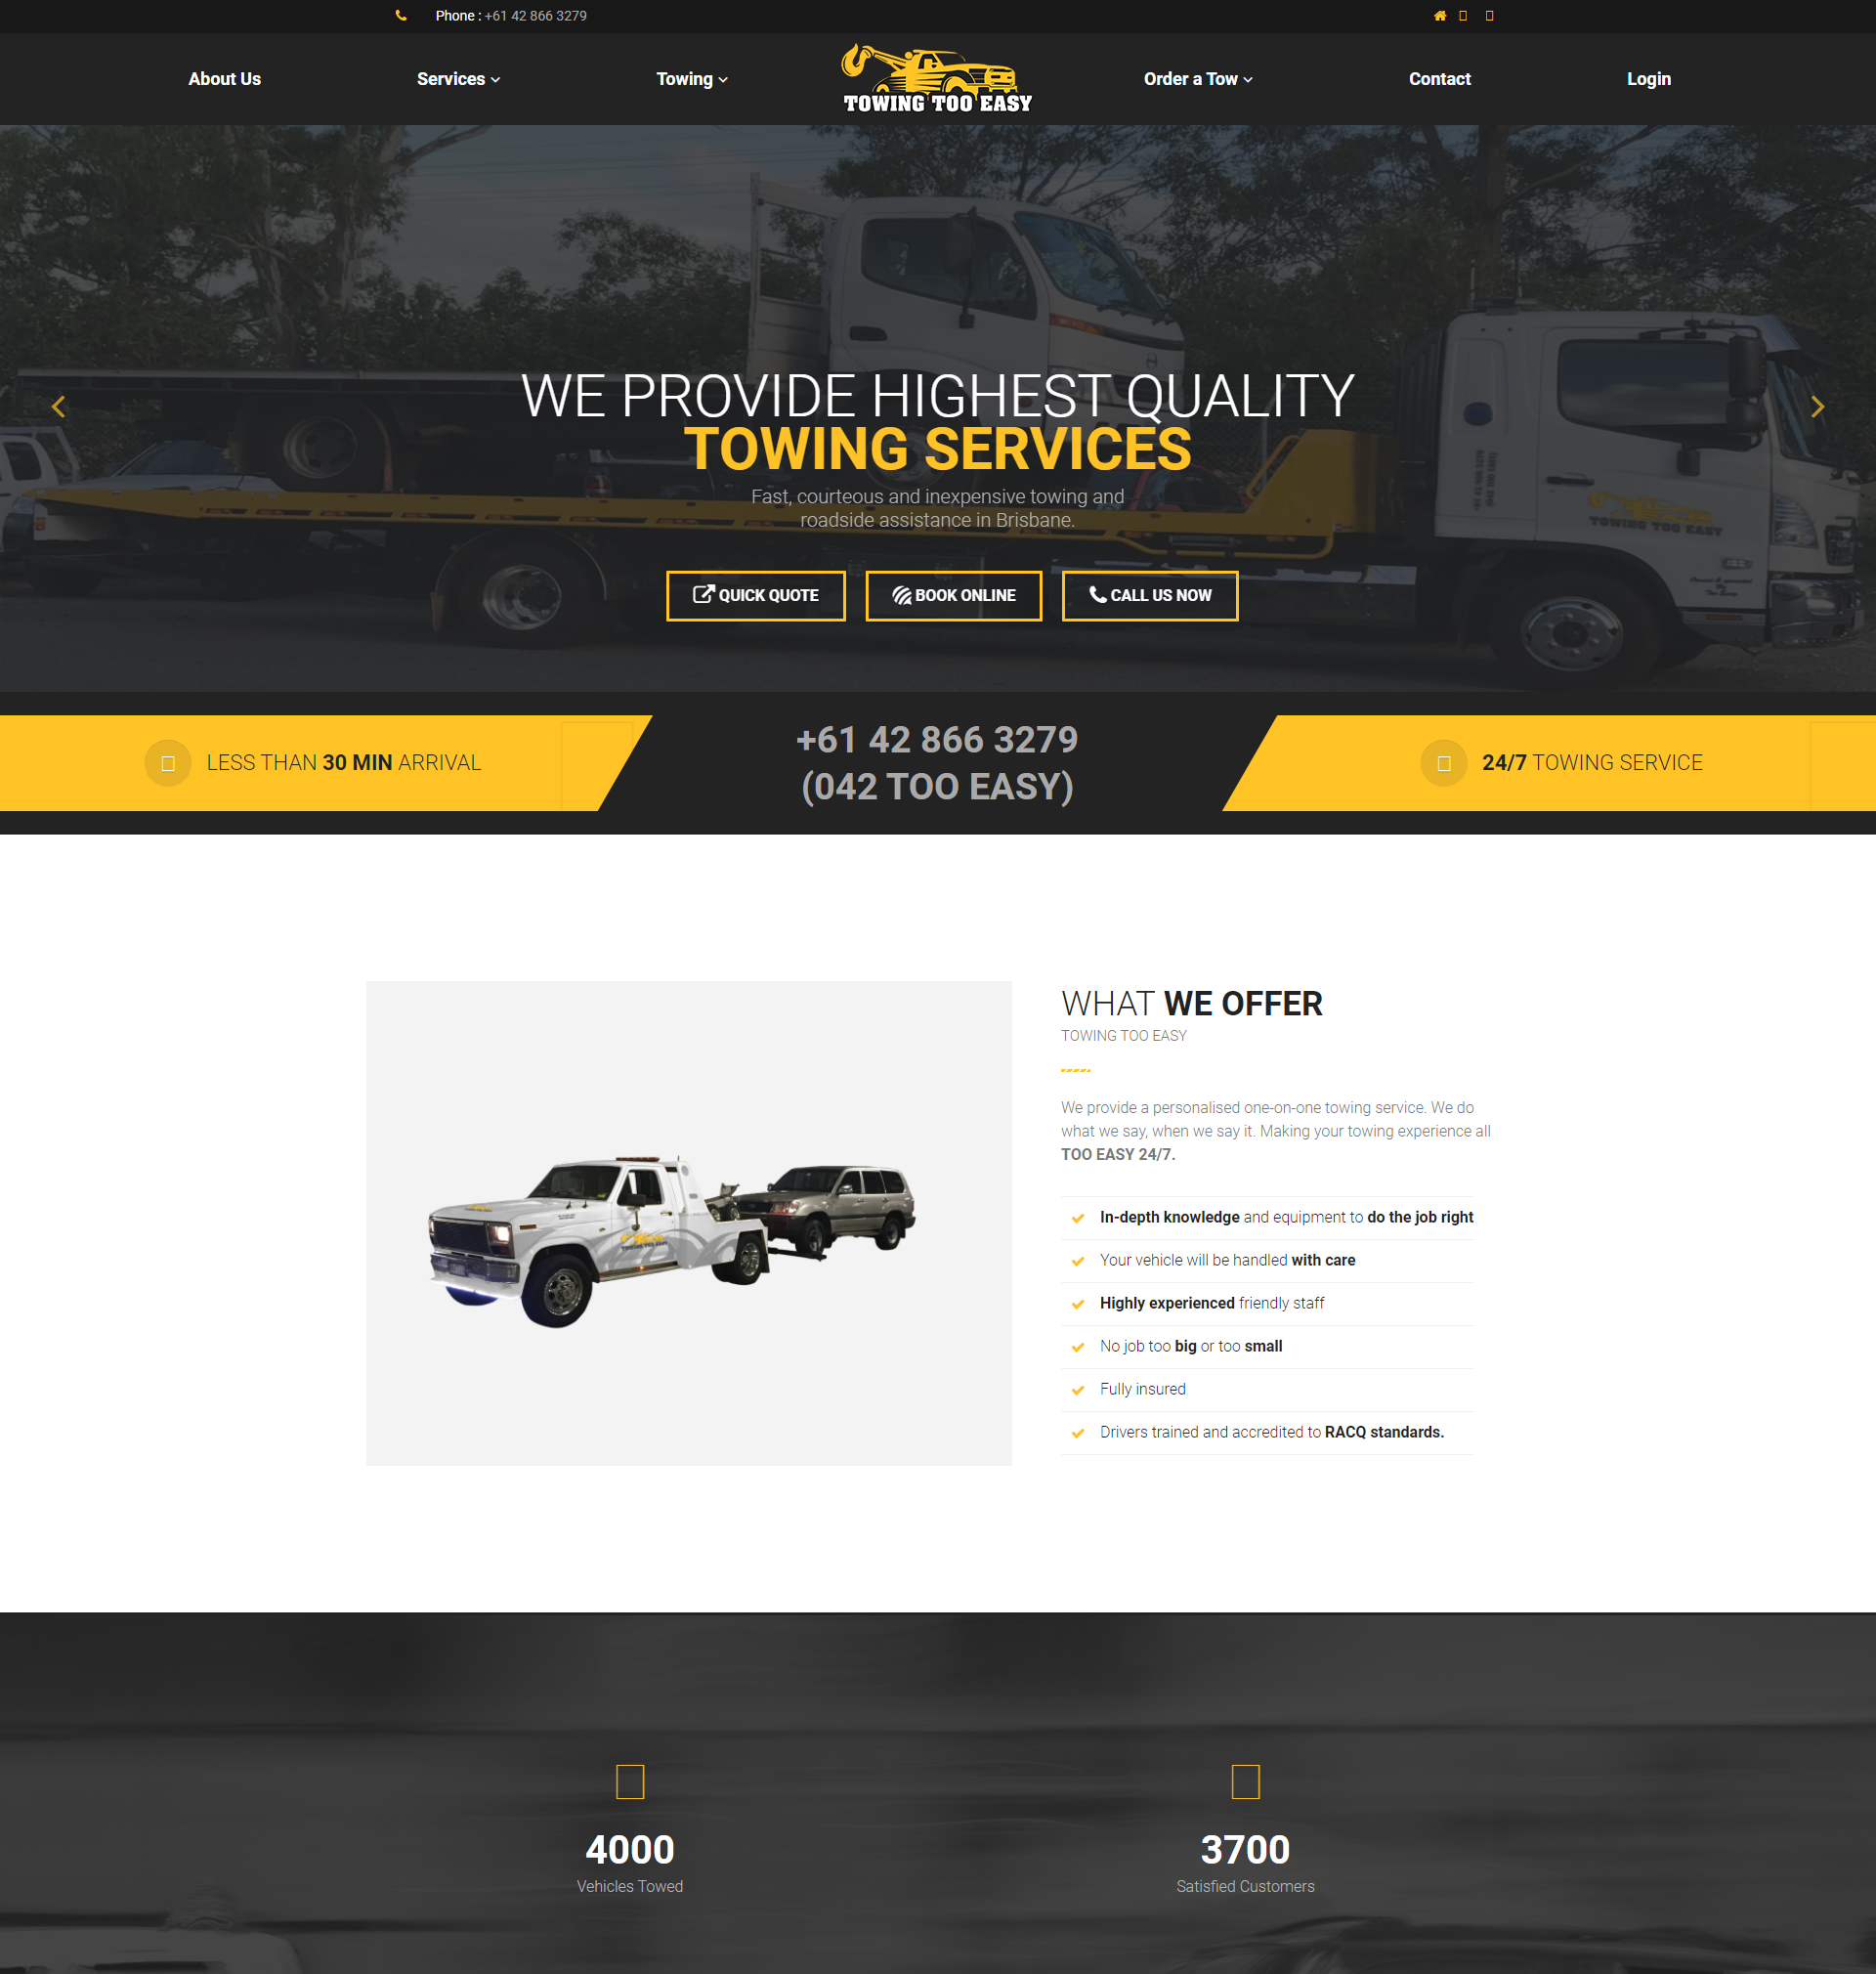 Phone : +61 42 866 3279
About Us
Services
Towing
TOWING TOO EASY
Order a Tow
Contact
Login
WE PROVIDE HIGHEST QUALITY
TOWING SERVICES
Fast, courteous and inexpensive towing and
roadside assistance in Brisbane.
TOWING TOO EASY
QUICK QUOTE
BOOK ONLINE
CALL US NOW
LESS THAN 30 MIN ARRIVAL
+61 42 866 3279
(042 TOO EASY)
24/7 TOWING SERVICE
WHAT WE OFFER
TOWING TOO EASY
We provide a personalised one-on-one towing service. We do
what we say, when we say it. Making your towing experience all
TOO EASY 24/7.
In-depth knowledge and equipment to do the job right
Your vehicle will be handled with care
Highly experienced friendly staff
No job too big or too small
Fully insured
Drivers trained and accredited to RACQ standards.
4000
Vehicles Towed
3700
Satisfied Customers